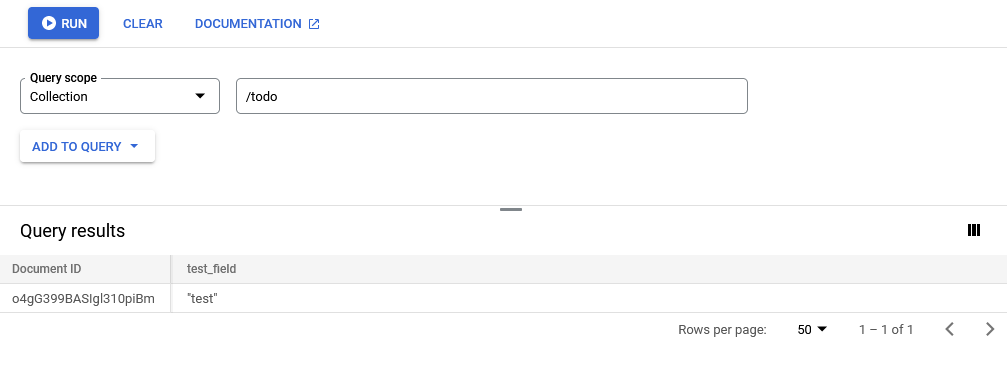 RUN CLEAR DOCUMENTATION
Query scope
Collection /todo
ADD TO QUERY
Query results
Document ID test_field
o4gG399BASIgl310piBm "test"
Rows per page: 50 1 – 1 of 1